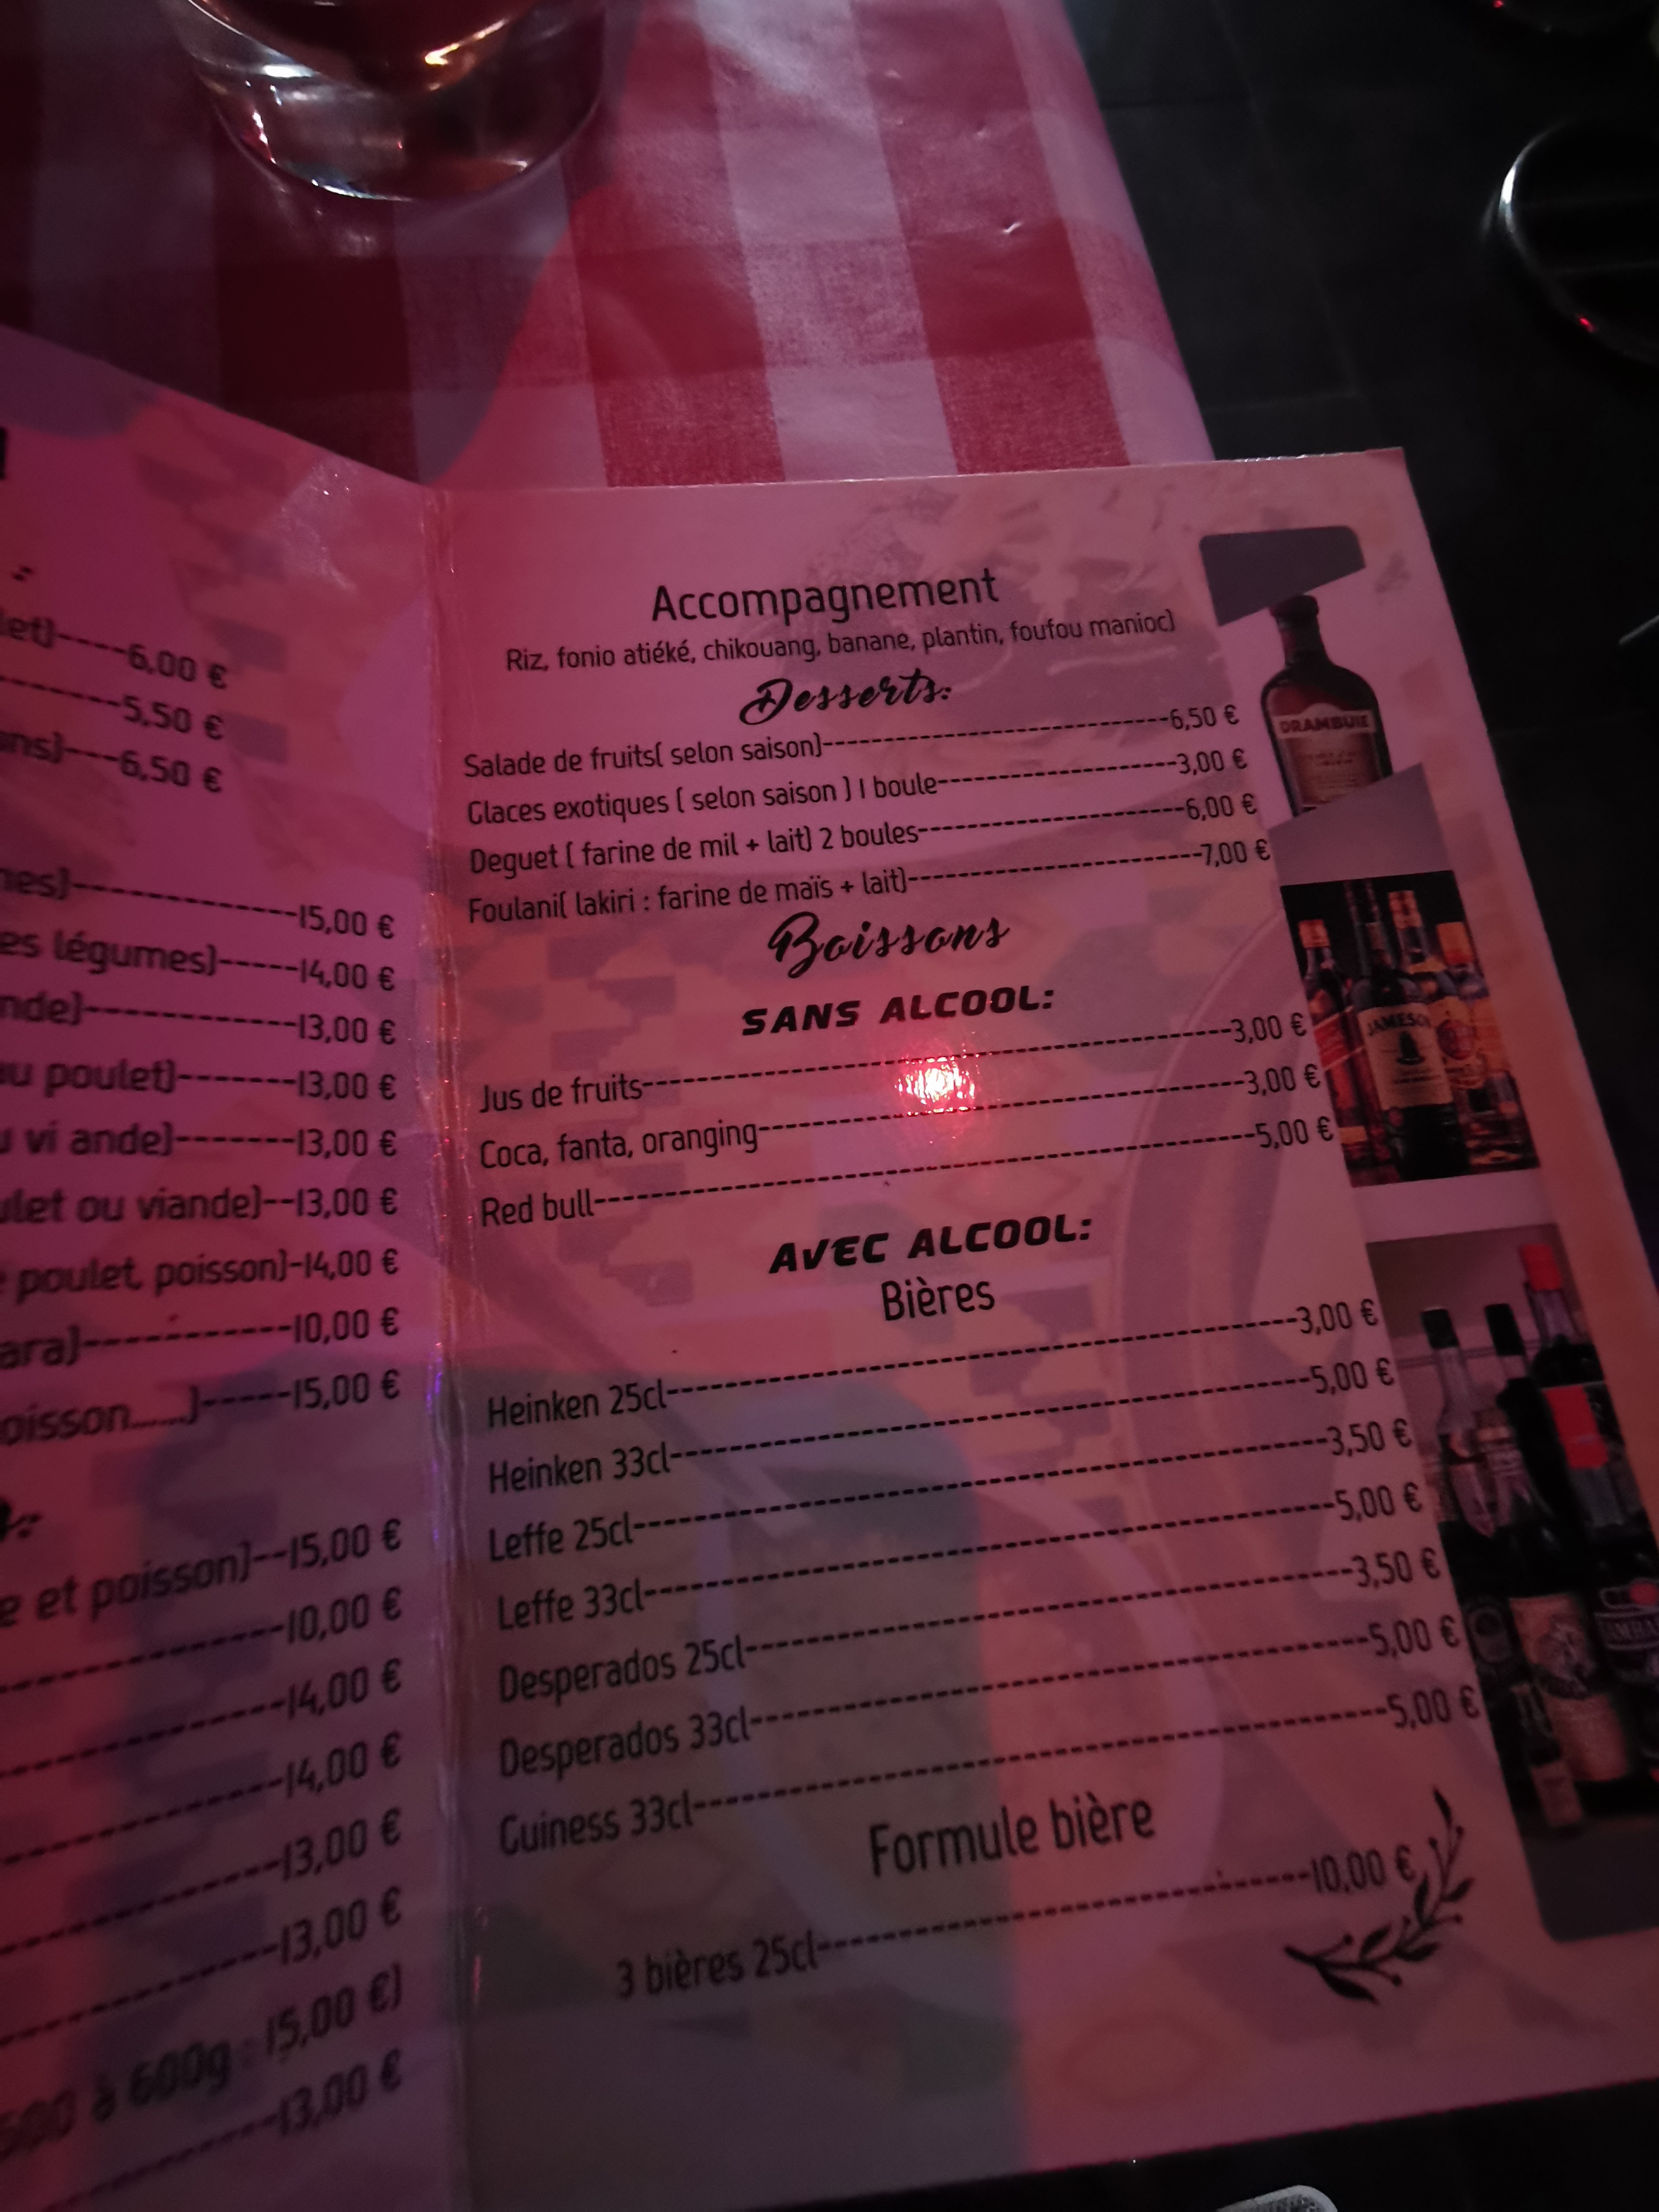 let)----6,00 €
-----5,50 €
ons)---6,50 €
mes)------------15,00 €
es légumes)-----14,00 €
nde)------------13,00 €
au poulet)-------13,00 €
u vi ande)-------13,00 €
ulet ou viande)--13,00 €
poulet, poisson)-14,00 €
ara)------------10,00 €
oisson......)-----15,00 €
e et poisson)--15,00 €
----------------10,00 €
----------------14,00 €
----------------14,00 €
----------------13,00 €
----------------13,00 €
500 à 600g : 15,00 €)
----------------13,00 €
Accompagnement
Riz, fonio atiéké, chikouang, banane, plantin, foufou manioc)
Desserts:
Salade de fruits( selon saison)-----------------------------6,50 €
Glaces exotiques ( selon saison ) 1 boule--------------------3,00 €
Deguet ( farine de mil + lait) 2 boules----------------------6,00 €
Foulani( lakiri : farine de maïs + lait)------------------------7,00 €
Boissons
SANS ALCOOL:
Jus de fruits------------------------------------------------3,00 €
Coca, fanta, oranging---------------------------------------3,00 €
Red bull----------------------------------------------------5,00 €
AVEC ALCOOL:
Bières
Heinken 25cl------------------------------------------------3,00 €
Heinken 33cl------------------------------------------------5,00 €
Leffe 25cl--------------------------------------------------3,50 €
Leffe 33cl--------------------------------------------------5,00 €
Desperados 25cl--------------------------------------------3,50 €
Desperados 33cl--------------------------------------------5,00 €
Guiness 33cl------------------------------------------------5,00 €
Formule bière
3 bières 25cl-----------------------------------10,00 €
DRAMBUIE
JAMESON